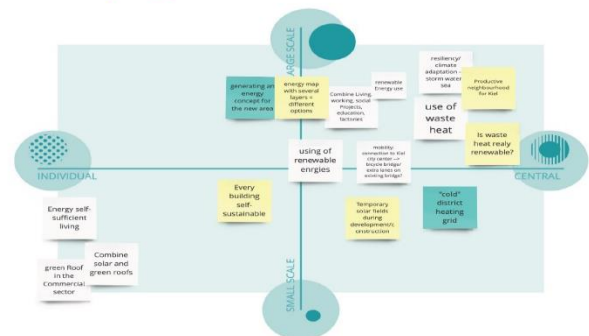 LARGE SCALE
generating an
energy
concept for
the new area
energy map
with several
layers =
different
options
Combine Living,
working, social
Projects,
education,
factories
renewable
Energy use
resiliency/
climate
adaptation -
storm water
sea
Productive
neighbourhood
for Kiel
use of
waste
heat
Is waste
heat realy
renewable?
using of
renewable
enrgies
mobility:
connection to Kiel
city center -->
bicycle bridge/
extra lanes on
existing bridge?
INDIVIDUAL
CENTRAL
Every
building
self-
sustainable
Temporary
solar fields
during
development/c
onstruction
"cold"
district
heating
grid
Energy self-
sufficient
living
green Roof
in the
Commercial
sector
Combine
solar and
green roofs
SMALL SCALE